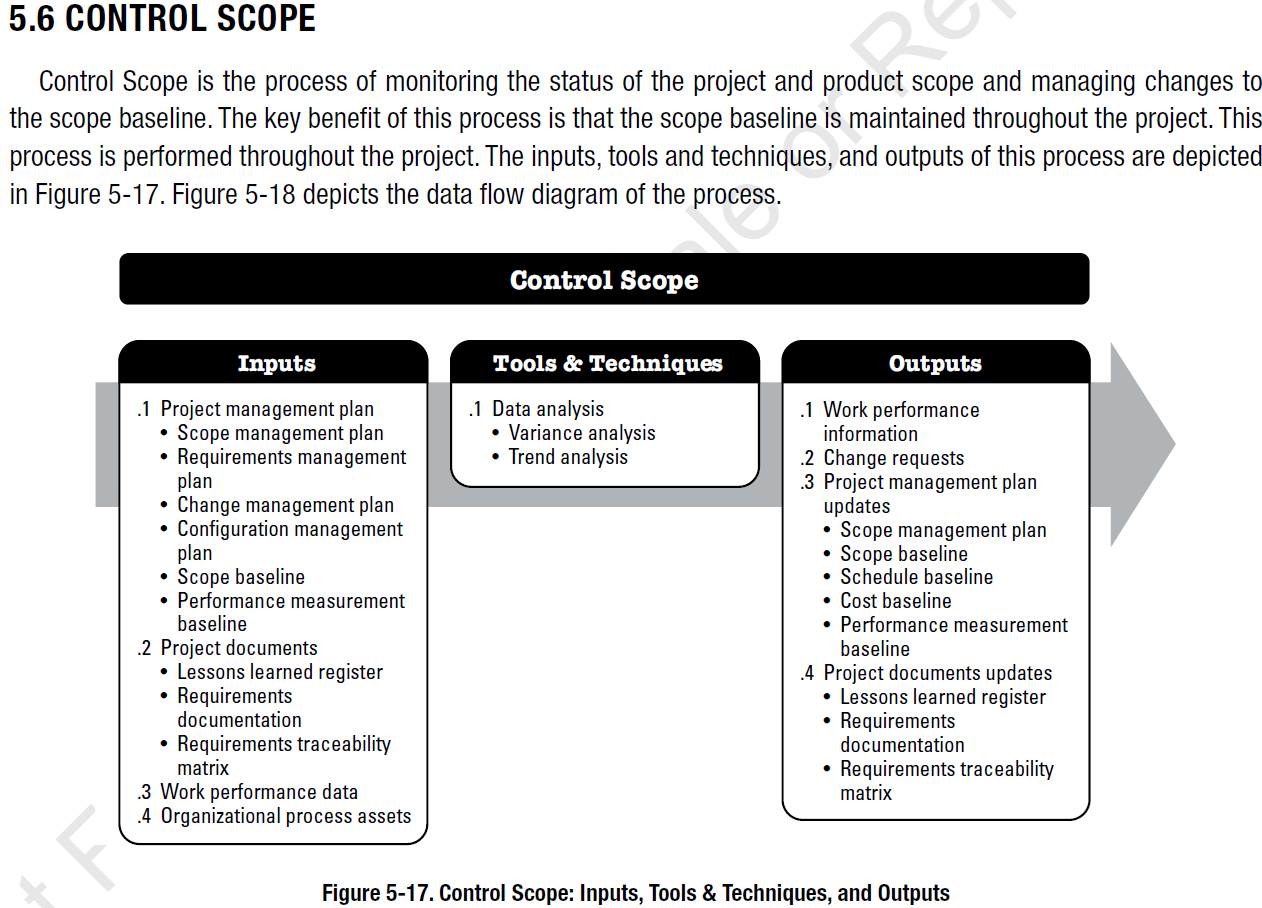 5.6 CONTROL SCOPE
Control Scope is the process of monitoring the status of the project and product scope and managing changes to
the scope baseline. The key benefit of this process is that the scope baseline is maintained throughout the project. This
process is performed throughout the project. The inputs, tools and techniques, and outputs of this process are depicted
in Figure 5-17. Figure 5-18 depicts the data flow diagram of the process.
Control Scope
Inputs
.1 Project management plan
• Scope management plan
• Requirements management
plan
• Change management plan
• Configuration management
plan
• Scope baseline
• Performance measurement
baseline
.2 Project documents
• Lessons learned register
• Requirements
documentation
• Requirements traceability
matrix
.3 Work performance data
.4 Organizational process assets
Tools & Techniques
.1 Data analysis
• Variance analysis
• Trend analysis
Outputs
.1 Work performance
information
.2 Change requests
.3 Project management plan
updates
• Scope management plan
• Scope baseline
• Schedule baseline
• Cost baseline
• Performance measurement
baseline
.4 Project documents updates
• Lessons learned register
• Requirements
documentation
• Requirements traceability
matrix
Figure 5-17. Control Scope: Inputs, Tools & Techniques, and Outputs